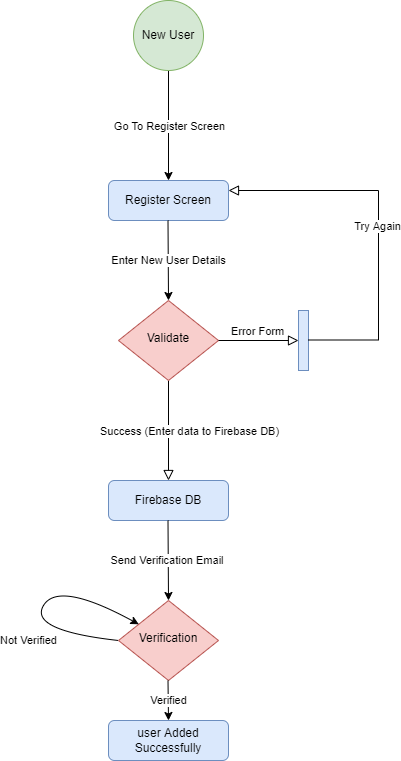 New User
Go To Register Screen
Register Screen
Try Again
Enter New User Details
Validate
Error Form
Success (Enter data to Firebase DB)
Firebase DB
Send Verification Email
Verification
Not Verified
Verified
user Added
Successfully